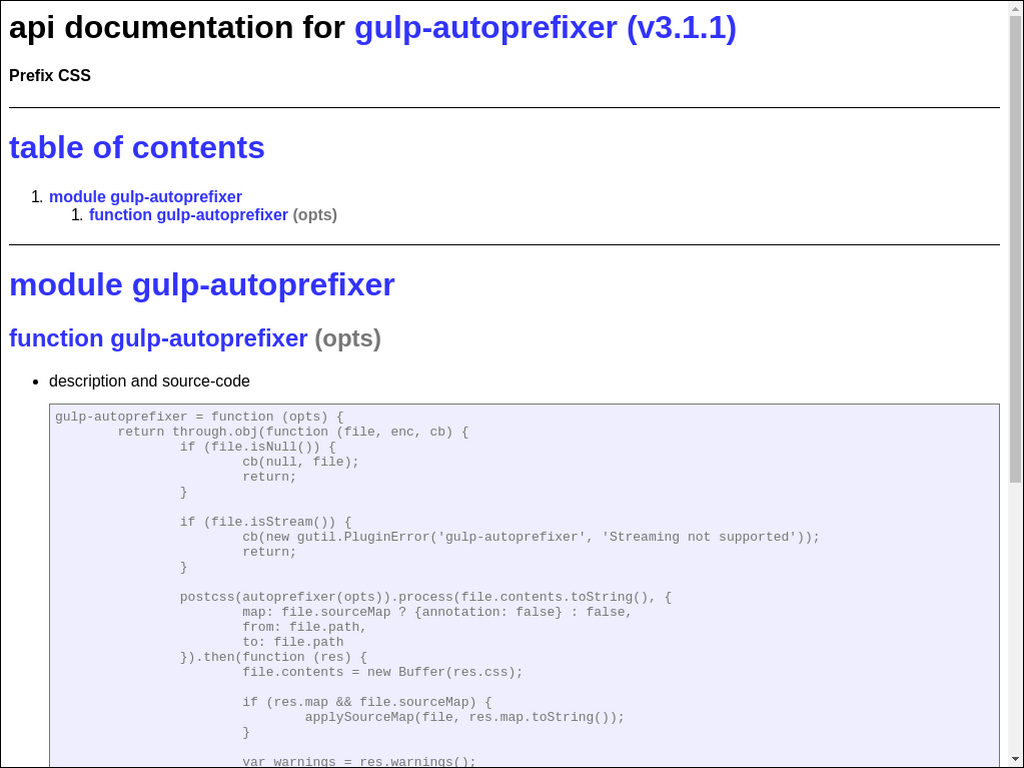 api documentation for gulp-autoprefixer (v3.1.1)
Prefix CSS
table of contents
1. module gulp-autoprefixer
1. function gulp-autoprefixer (opts)
module gulp-autoprefixer
function gulp-autoprefixer (opts)
• description and source-code
gulp-autoprefixer = function (opts) {
return through.obj(function (file, enc, cb) {
if (file.isNull()) {
cb(null, file);
return;
}
if (file.isStream()) {
cb(new gutil.PluginError('gulp-autoprefixer', 'Streaming not supported'));
return;
}
postcss(autoprefixer(opts)).process(file.contents.toString(), {
map: file.sourceMap ? {annotation: false} : false,
from: file.path,
to: file.path
}).then(function (res) {
file.contents = new Buffer(res.css);
if (res.map && file.sourceMap) {
applySourceMap(file, res.map.toString());
}
var warnings = res.warnings();